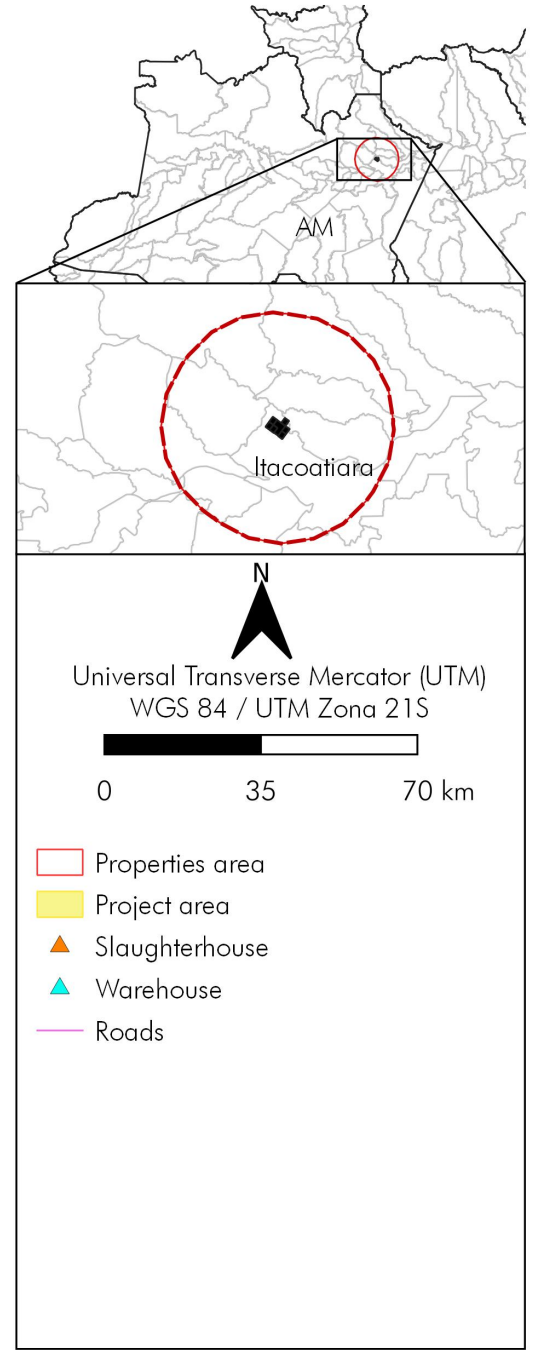 AM
Itacoatiara
N
Universal Transverse Mercator (UTM)
WGS 84 / UTM Zona 21S
0 35 70 km
Properties area
Project area
Slaughterhouse
Warehouse
Roads